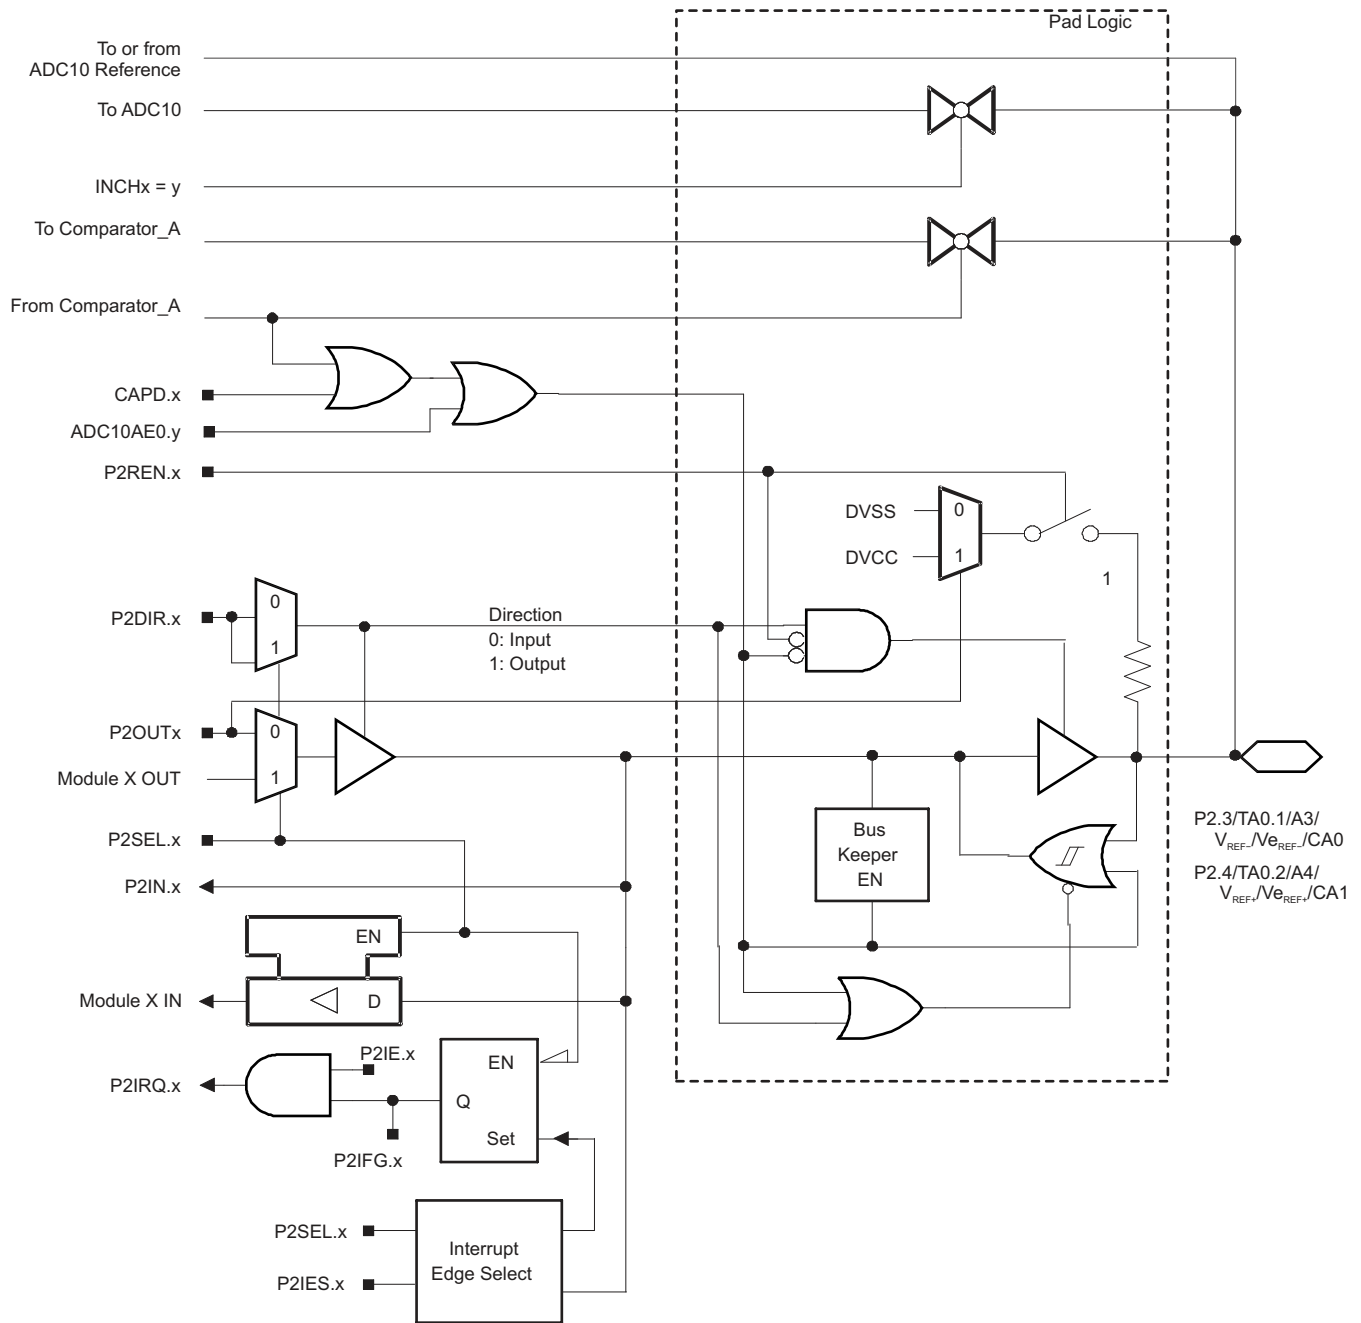 Pad Logic
To or from
ADC10 Reference
To ADC10
INCHx = y
To Comparator_A
From Comparator_A
CAPD.x
ADC10AE0.y
P2REN.x
DVSS
0
DVCC
1
1
P2DIR.x
0
1
Direction
0: Input
1: Output
P2OUTx
0
Module X OUT
1
P2SEL.x
Bus
Keeper
EN
P2.3/TA0.1/A3/
VREF-/VeREF-/CA0
P2.4/TA0.2/A4/
VREF+/VeREF+/CA1
P2IN.x
EN
Module X IN
D
P2IE.x
EN
P2IRQ.x
Q
Set
P2IFG.x
P2SEL.x
Interrupt
Edge Select
P2IES.x